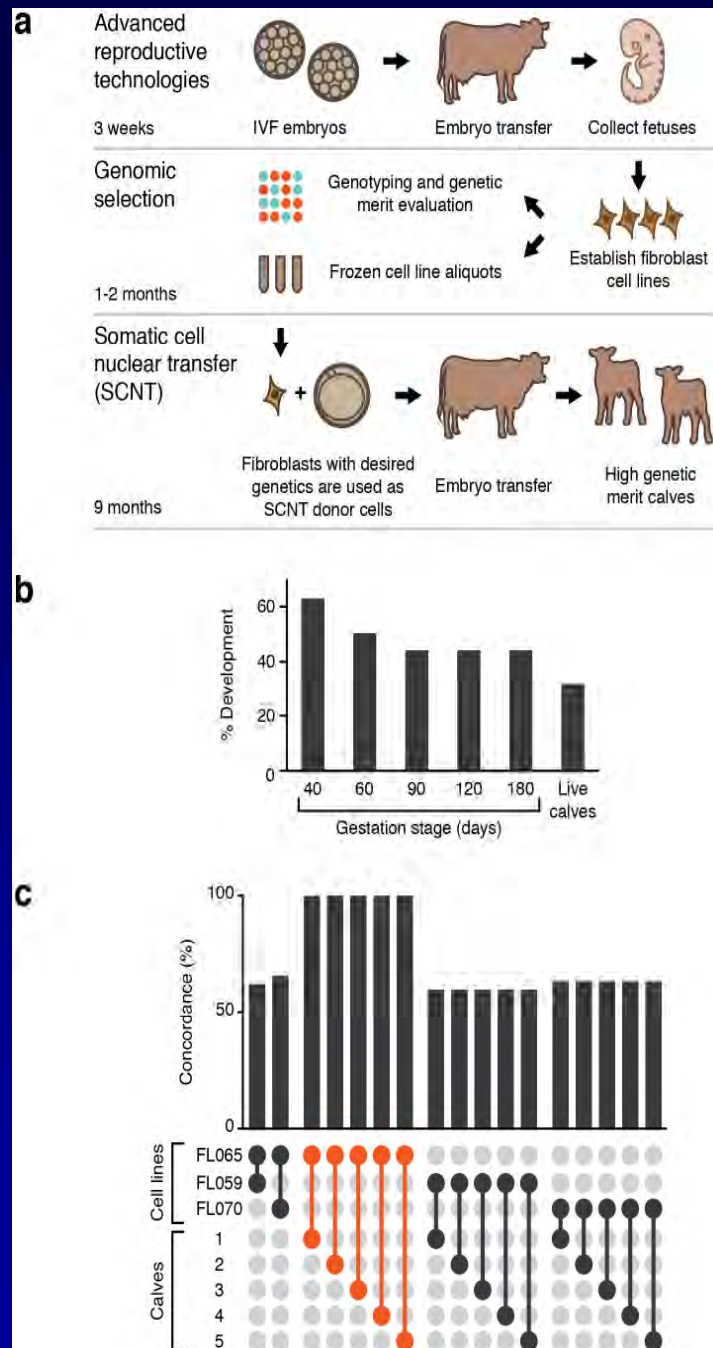 a
Advanced
reproductive
technologies
3 weeks
IVF embryos
Embryo transfer
Collect fetuses
Genomic
selection
1-2 months
Genotyping and genetic
merit evaluation
Frozen cell line aliquots
Establish fibroblast
cell lines
Somatic cell
nuclear transfer
(SCNT)
9 months
+
Fibroblasts with desired
genetics are used as
SCNT donor cells
Embryo transfer
High genetic
merit calves
b
% Development
60
40
20
0
40 60 90 120 180 Live
calves
Gestation stage (days)
c
Concordance (%)
100
50
0
Cell lines
FL065
FL059
FL070
Calves
1
2
3
4
5